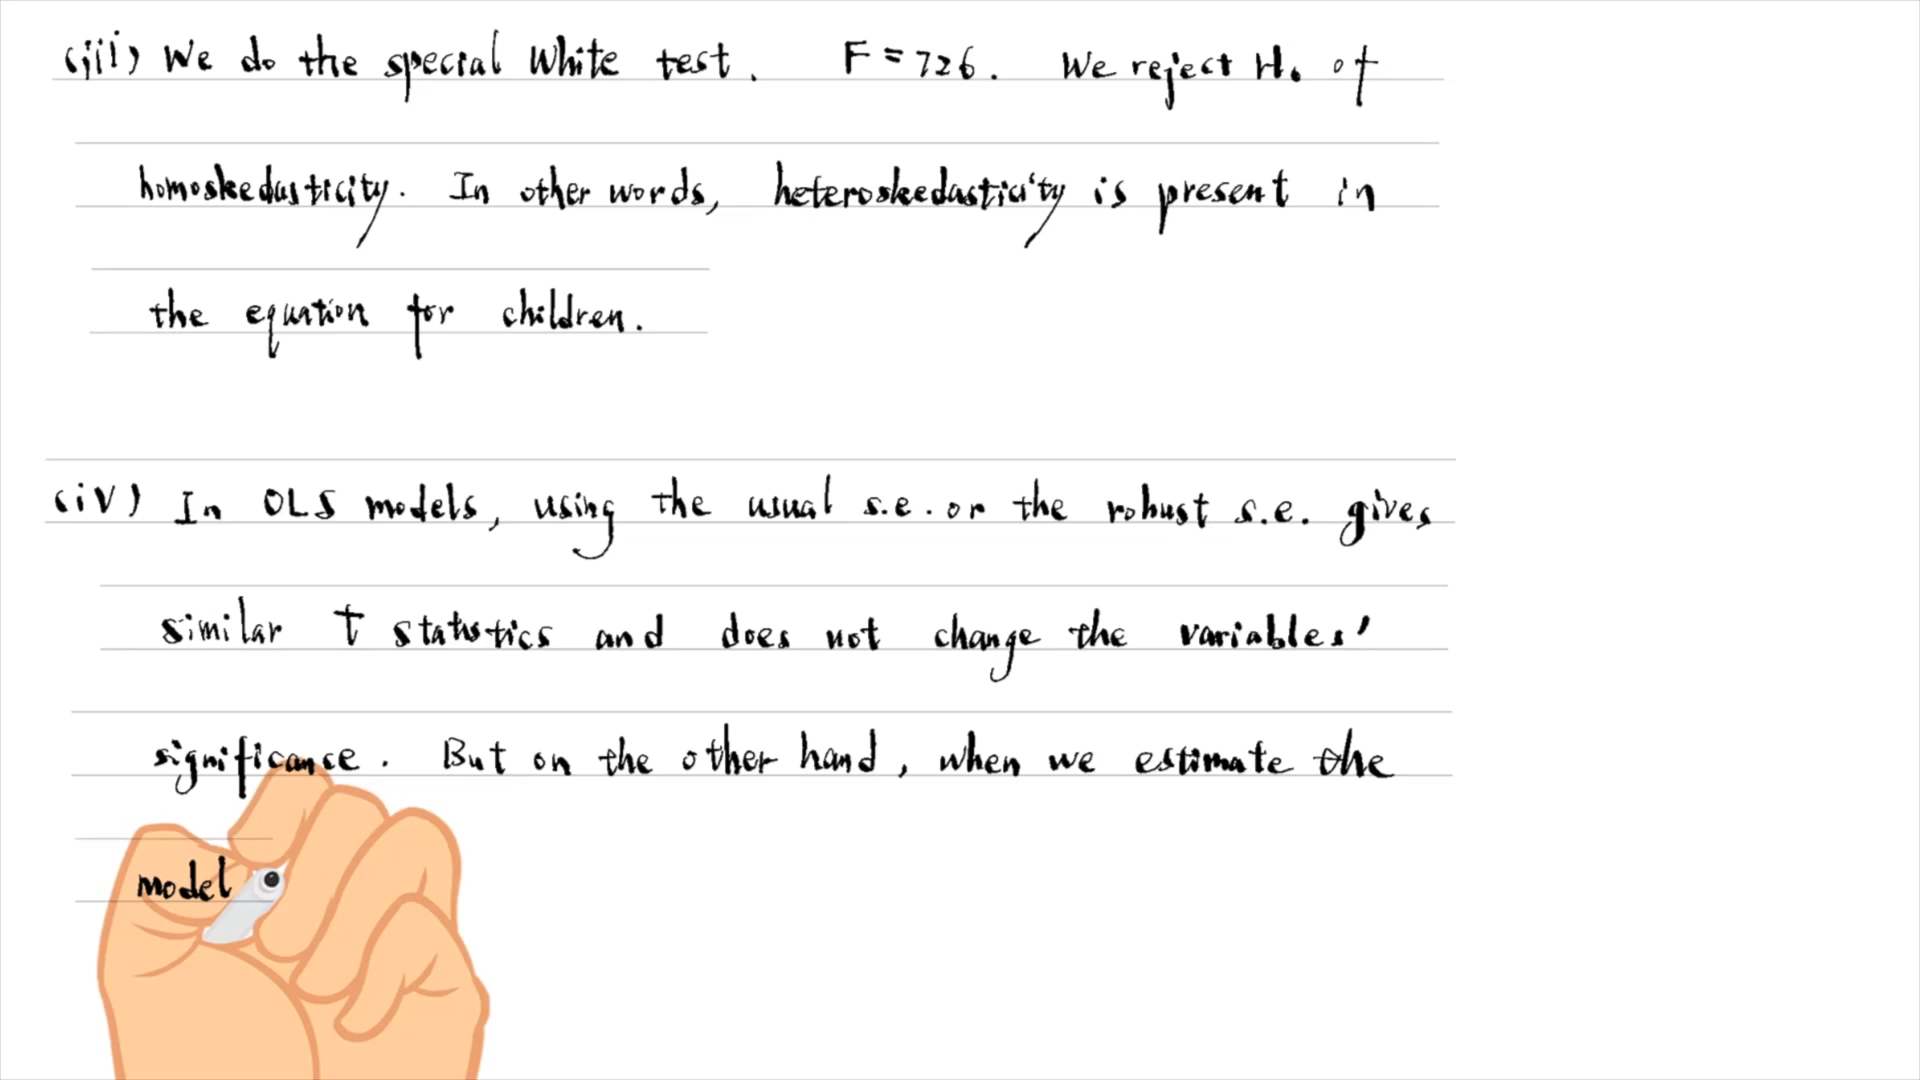 (iii) We do the special White test. F = 726. We reject H₀ of
homoskedasticity. In other words, heteroskedasticity is present in
the equation for children.
(iv) In OLS models, using the usual s.e. or the robust s.e. gives
similar t statistics and does not change the variables'
significance. But on the other hand, when we estimate the
model